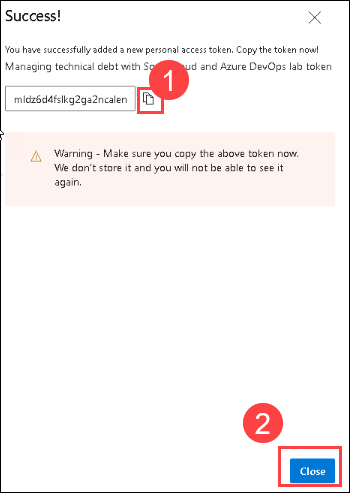 Success!
You have successfully added a new personal access token. Copy the token now!
Managing technical debt with So and Azure DevOps lab token
1
mldz6d4fslkg2ga2ncalen
Warning - Make sure you copy the above token now.
We don't store it and you will not be able to see it
again.
2
Close